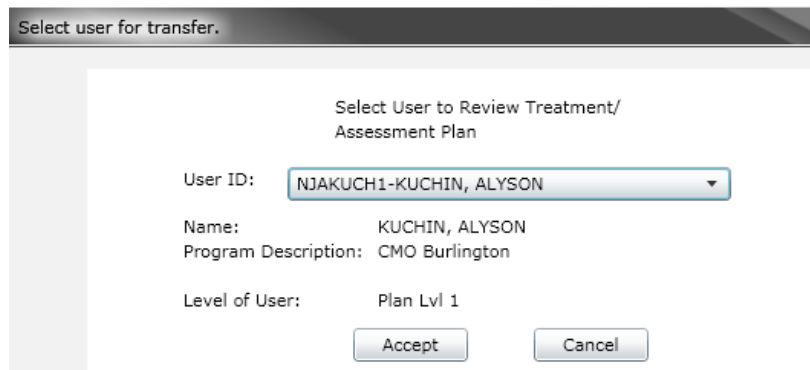 Select user for transfer.
Select User to Review Treatment/
Assessment Plan
User ID: NJAKUCH1-KUCHIN, ALYSON
Name: KUCHIN, ALYSON
Program Description: CMO Burlington
Level of User: Plan Lvl 1
Accept Cancel